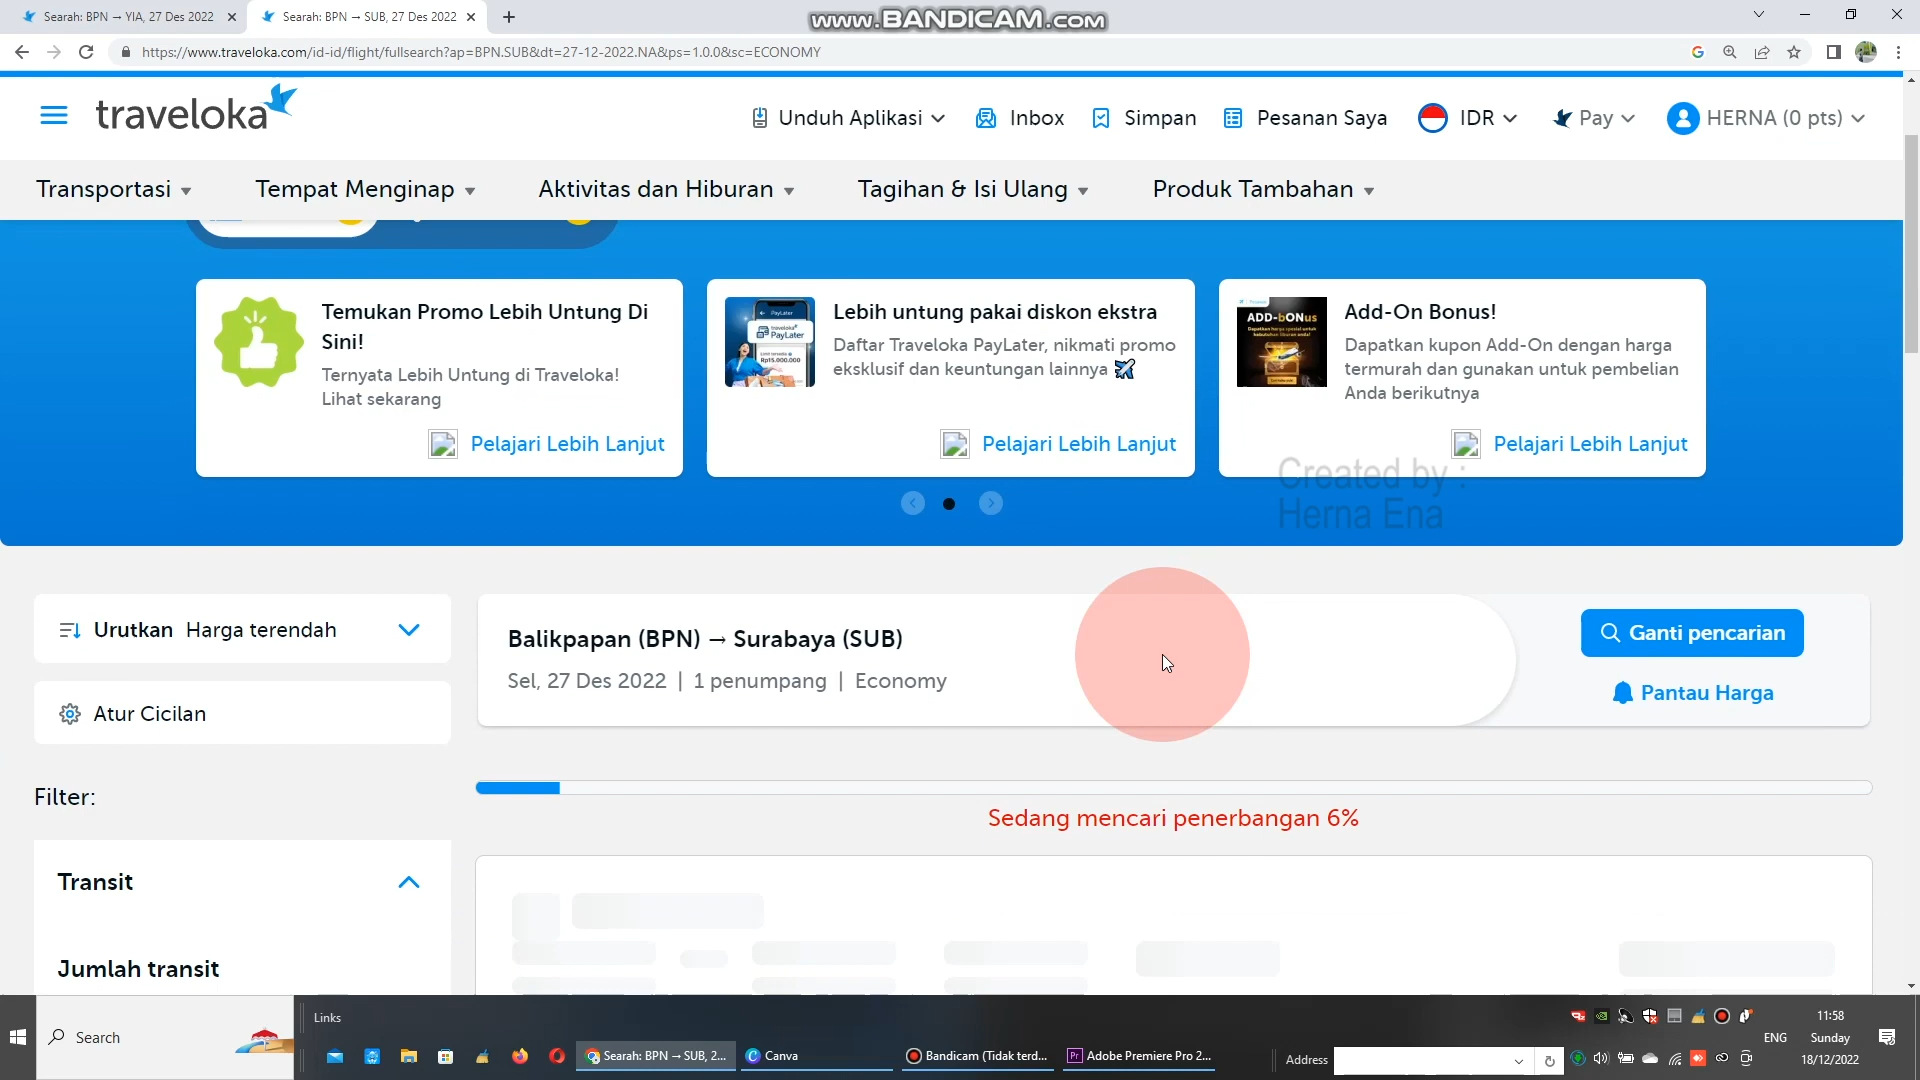 Searah: BPN → YIA, 27 Des 2022
Searah: BPN → SUB, 27 Des 2022
www.BANDICAM.com
https://www.traveloka.com/id-id/flight/fullsearch?ap=BPN.SUB&dt=27-12-2022.NA&ps=1.0.0&sc=ECONOMY
traveloka
Unduh Aplikasi
Inbox
Simpan
Pesanan Saya
IDR
Pay
HERNA (0 pts)
Transportasi
Tempat Menginap
Aktivitas dan Hiburan
Tagihan & Isi Ulang
Produk Tambahan
Temukan Promo Lebih Untung Di
Sini!
Ternyata Lebih Untung di Traveloka!
Lihat sekarang
Pelajari Lebih Lanjut
PayLater
traveloka
PayLater
Rp15.000.000
Lebih untung pakai diskon ekstra
Daftar Traveloka PayLater, nikmati promo
eksklusif dan keuntungan lainnya
Pelajari Lebih Lanjut
ADD-bONus
Add-On Bonus!
Dapatkan kupon Add-On dengan harga
termurah dan gunakan untuk pembelian
Anda berikutnya
Pelajari Lebih Lanjut
Created by :
Herna Ena
Urutkan Harga terendah
Atur Cicilan
Filter:
Transit
Jumlah transit
Balikpapan (BPN) → Surabaya (SUB)
Sel, 27 Des 2022 | 1 penumpang | Economy
Ganti pencarian
Pantau Harga
Sedang mencari penerbangan 6%
Search
Links
Searah: BPN → SUB, 2...
Canva
Bandicam (Tidak terd...
Adobe Premiere Pro 2...
Address
ENG
11:58
Sunday
18/12/2022